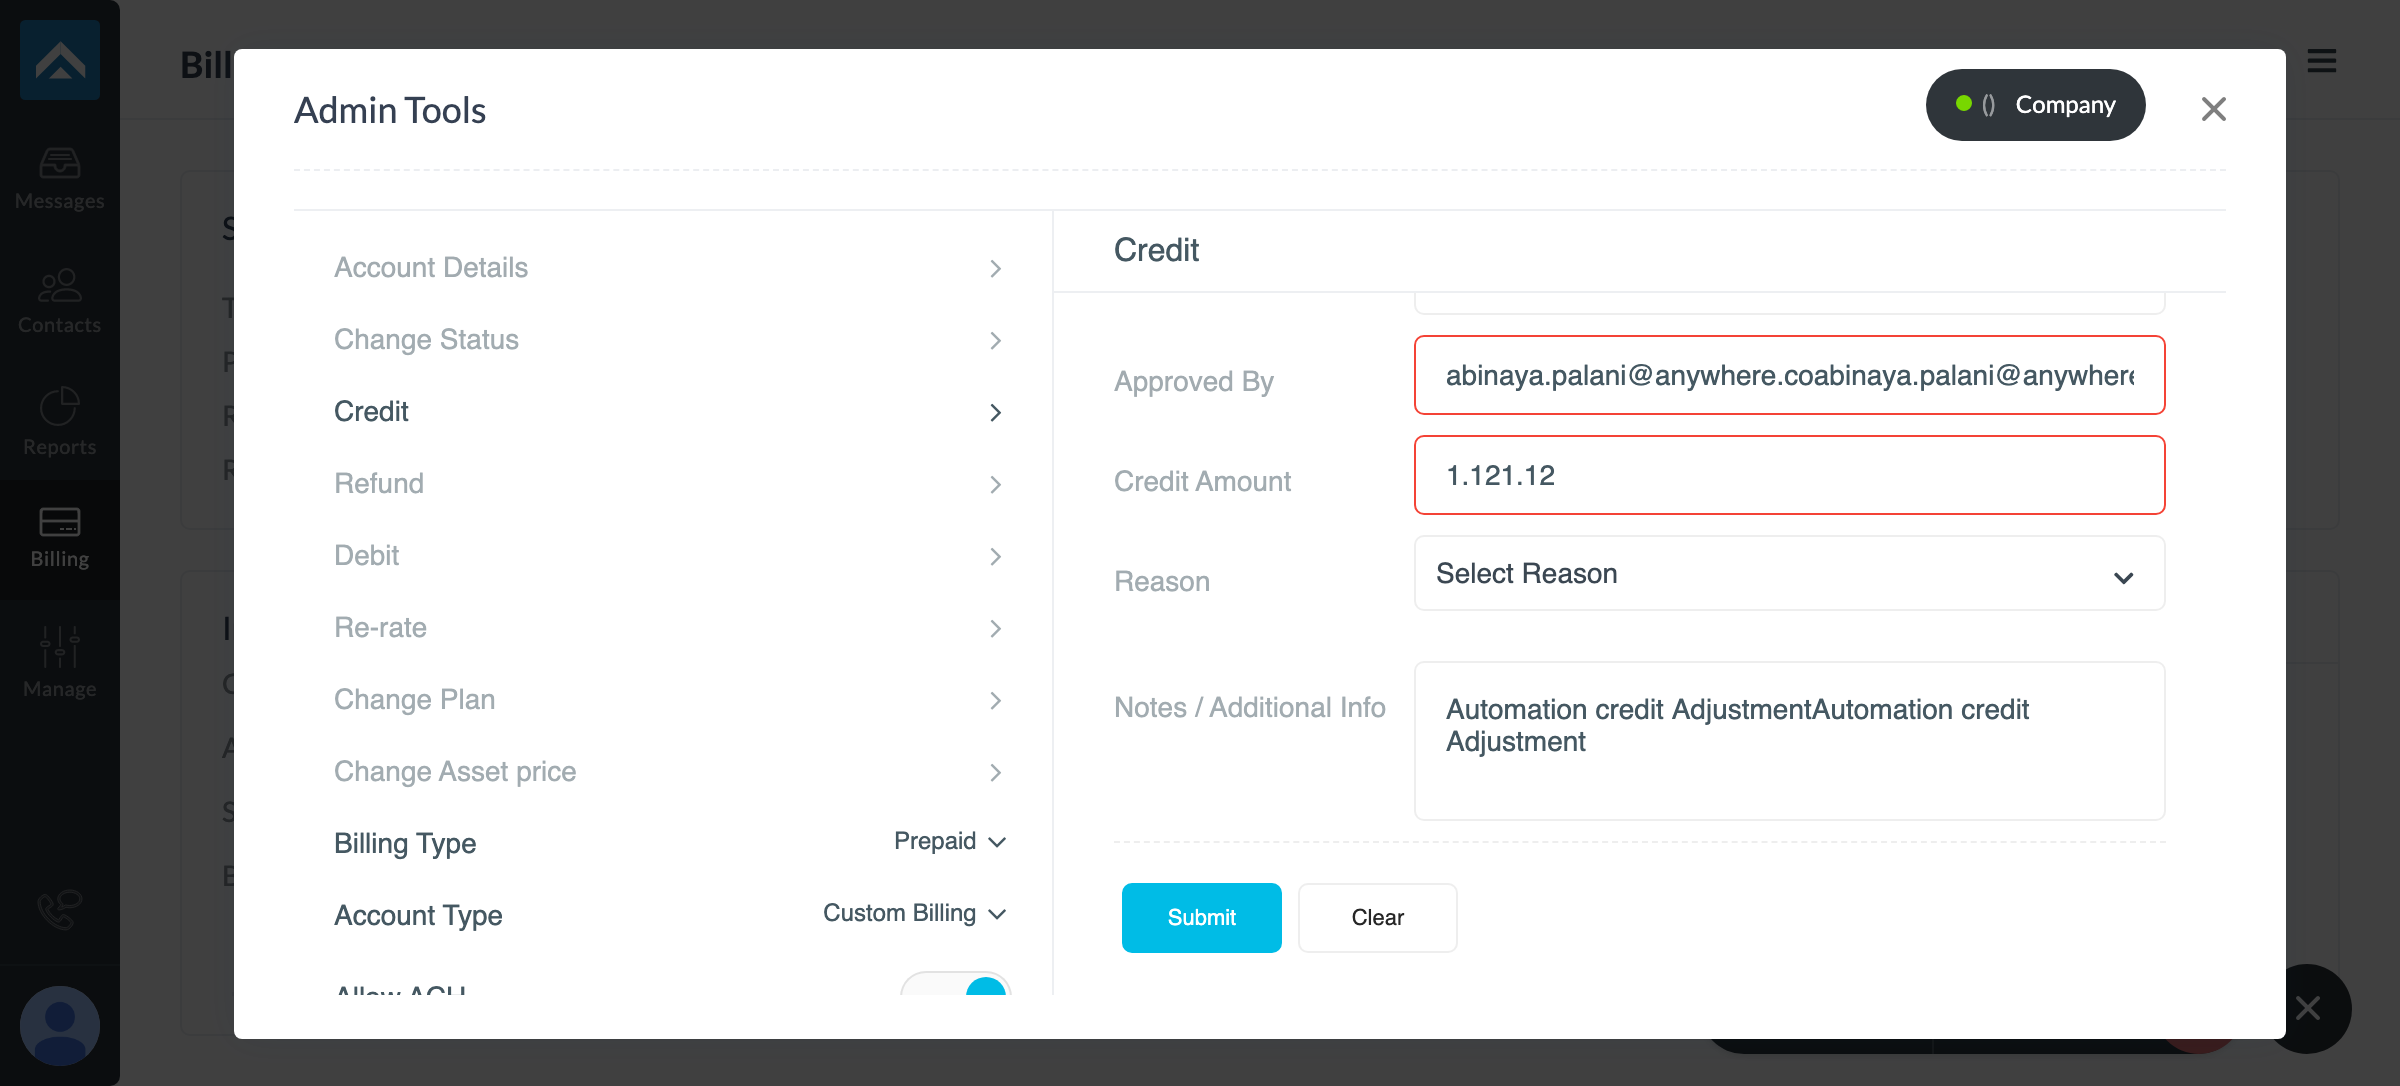 Bill
Admin Tools
() Company
Messages
Contacts
Reports
Billing
Manage
Account Details
Change Status
Credit
Refund
Debit
Re-rate
Change Plan
Change Asset price
Billing Type
Prepaid
Account Type
Custom Billing
Allow ACH
Credit
Approved By
abinaya.palani@anywhere.coabinaya.palani@anywhere
Credit Amount
1.121.12
Reason
Select Reason
Notes / Additional Info
Automation credit AdjustmentAutomation credit
Adjustment
Submit
Clear